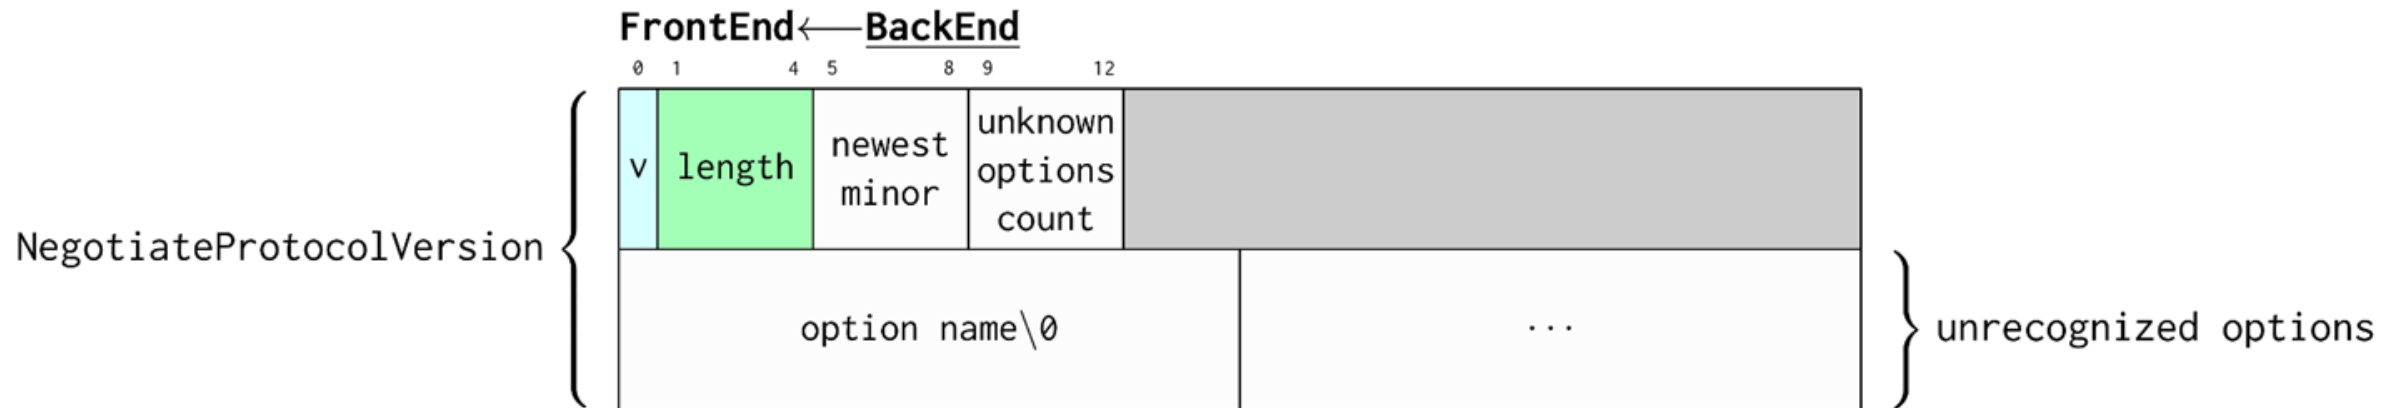 FrontEnd←BackEnd
0 1 4 5 8 9 12
v length newest minor unknown options count
NegotiateProtocolVersion
option name\0 ... unrecognized options